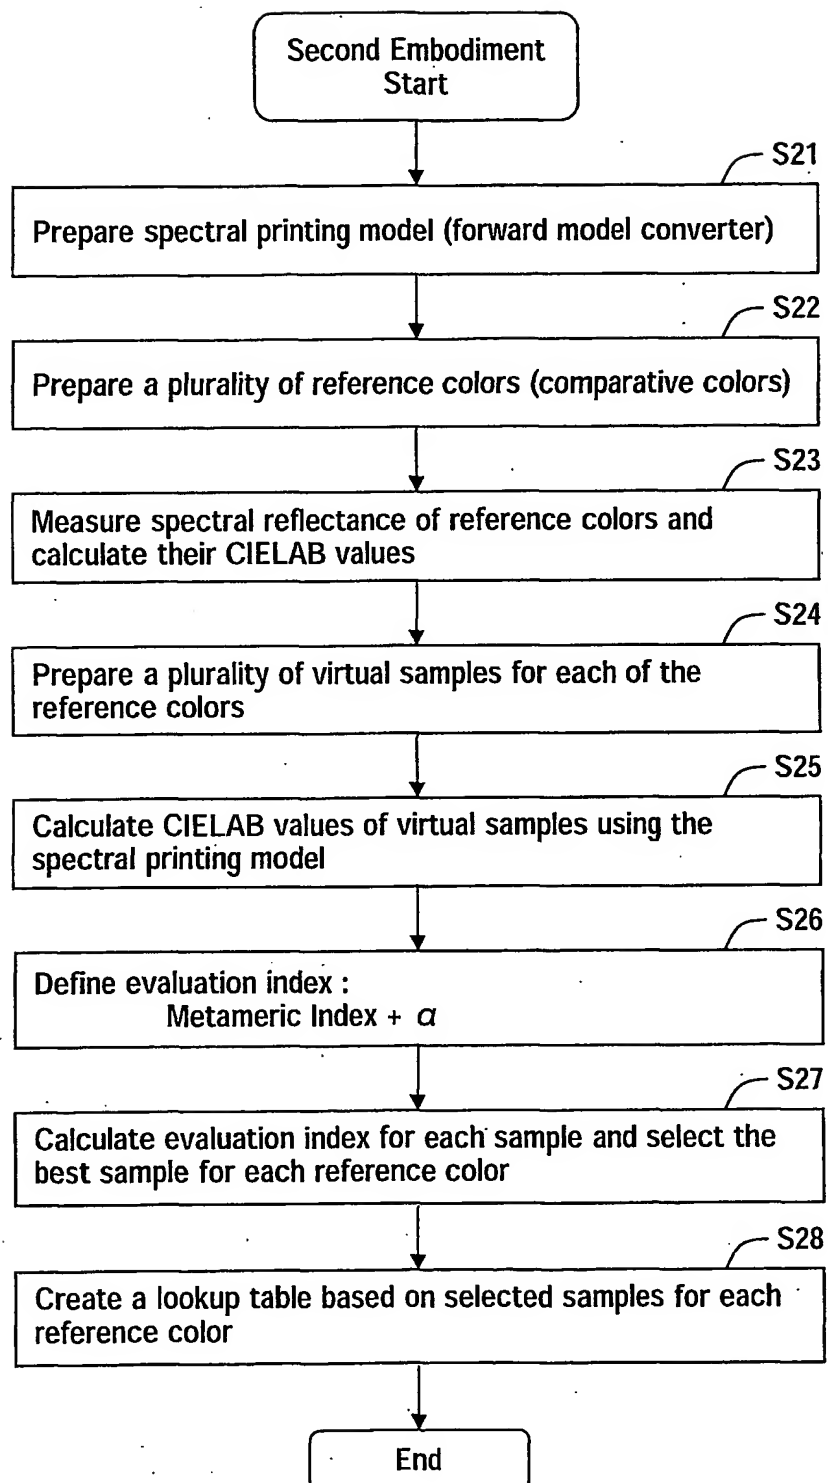 Second Embodiment
Start
S21
Prepare spectral printing model (forward model converter)
S22
Prepare a plurality of reference colors (comparative colors)
S23
Measure spectral reflectance of reference colors and
calculate their CIELAB values
S24
Prepare a plurality of virtual samples for each of the
reference colors
S25
Calculate CIELAB values of virtual samples using the
spectral printing model
S26
Define evaluation index :
Metameric Index + α
S27
Calculate evaluation index for each sample and select the
best sample for each reference color
S28
Create a lookup table based on selected samples for each
reference color
End